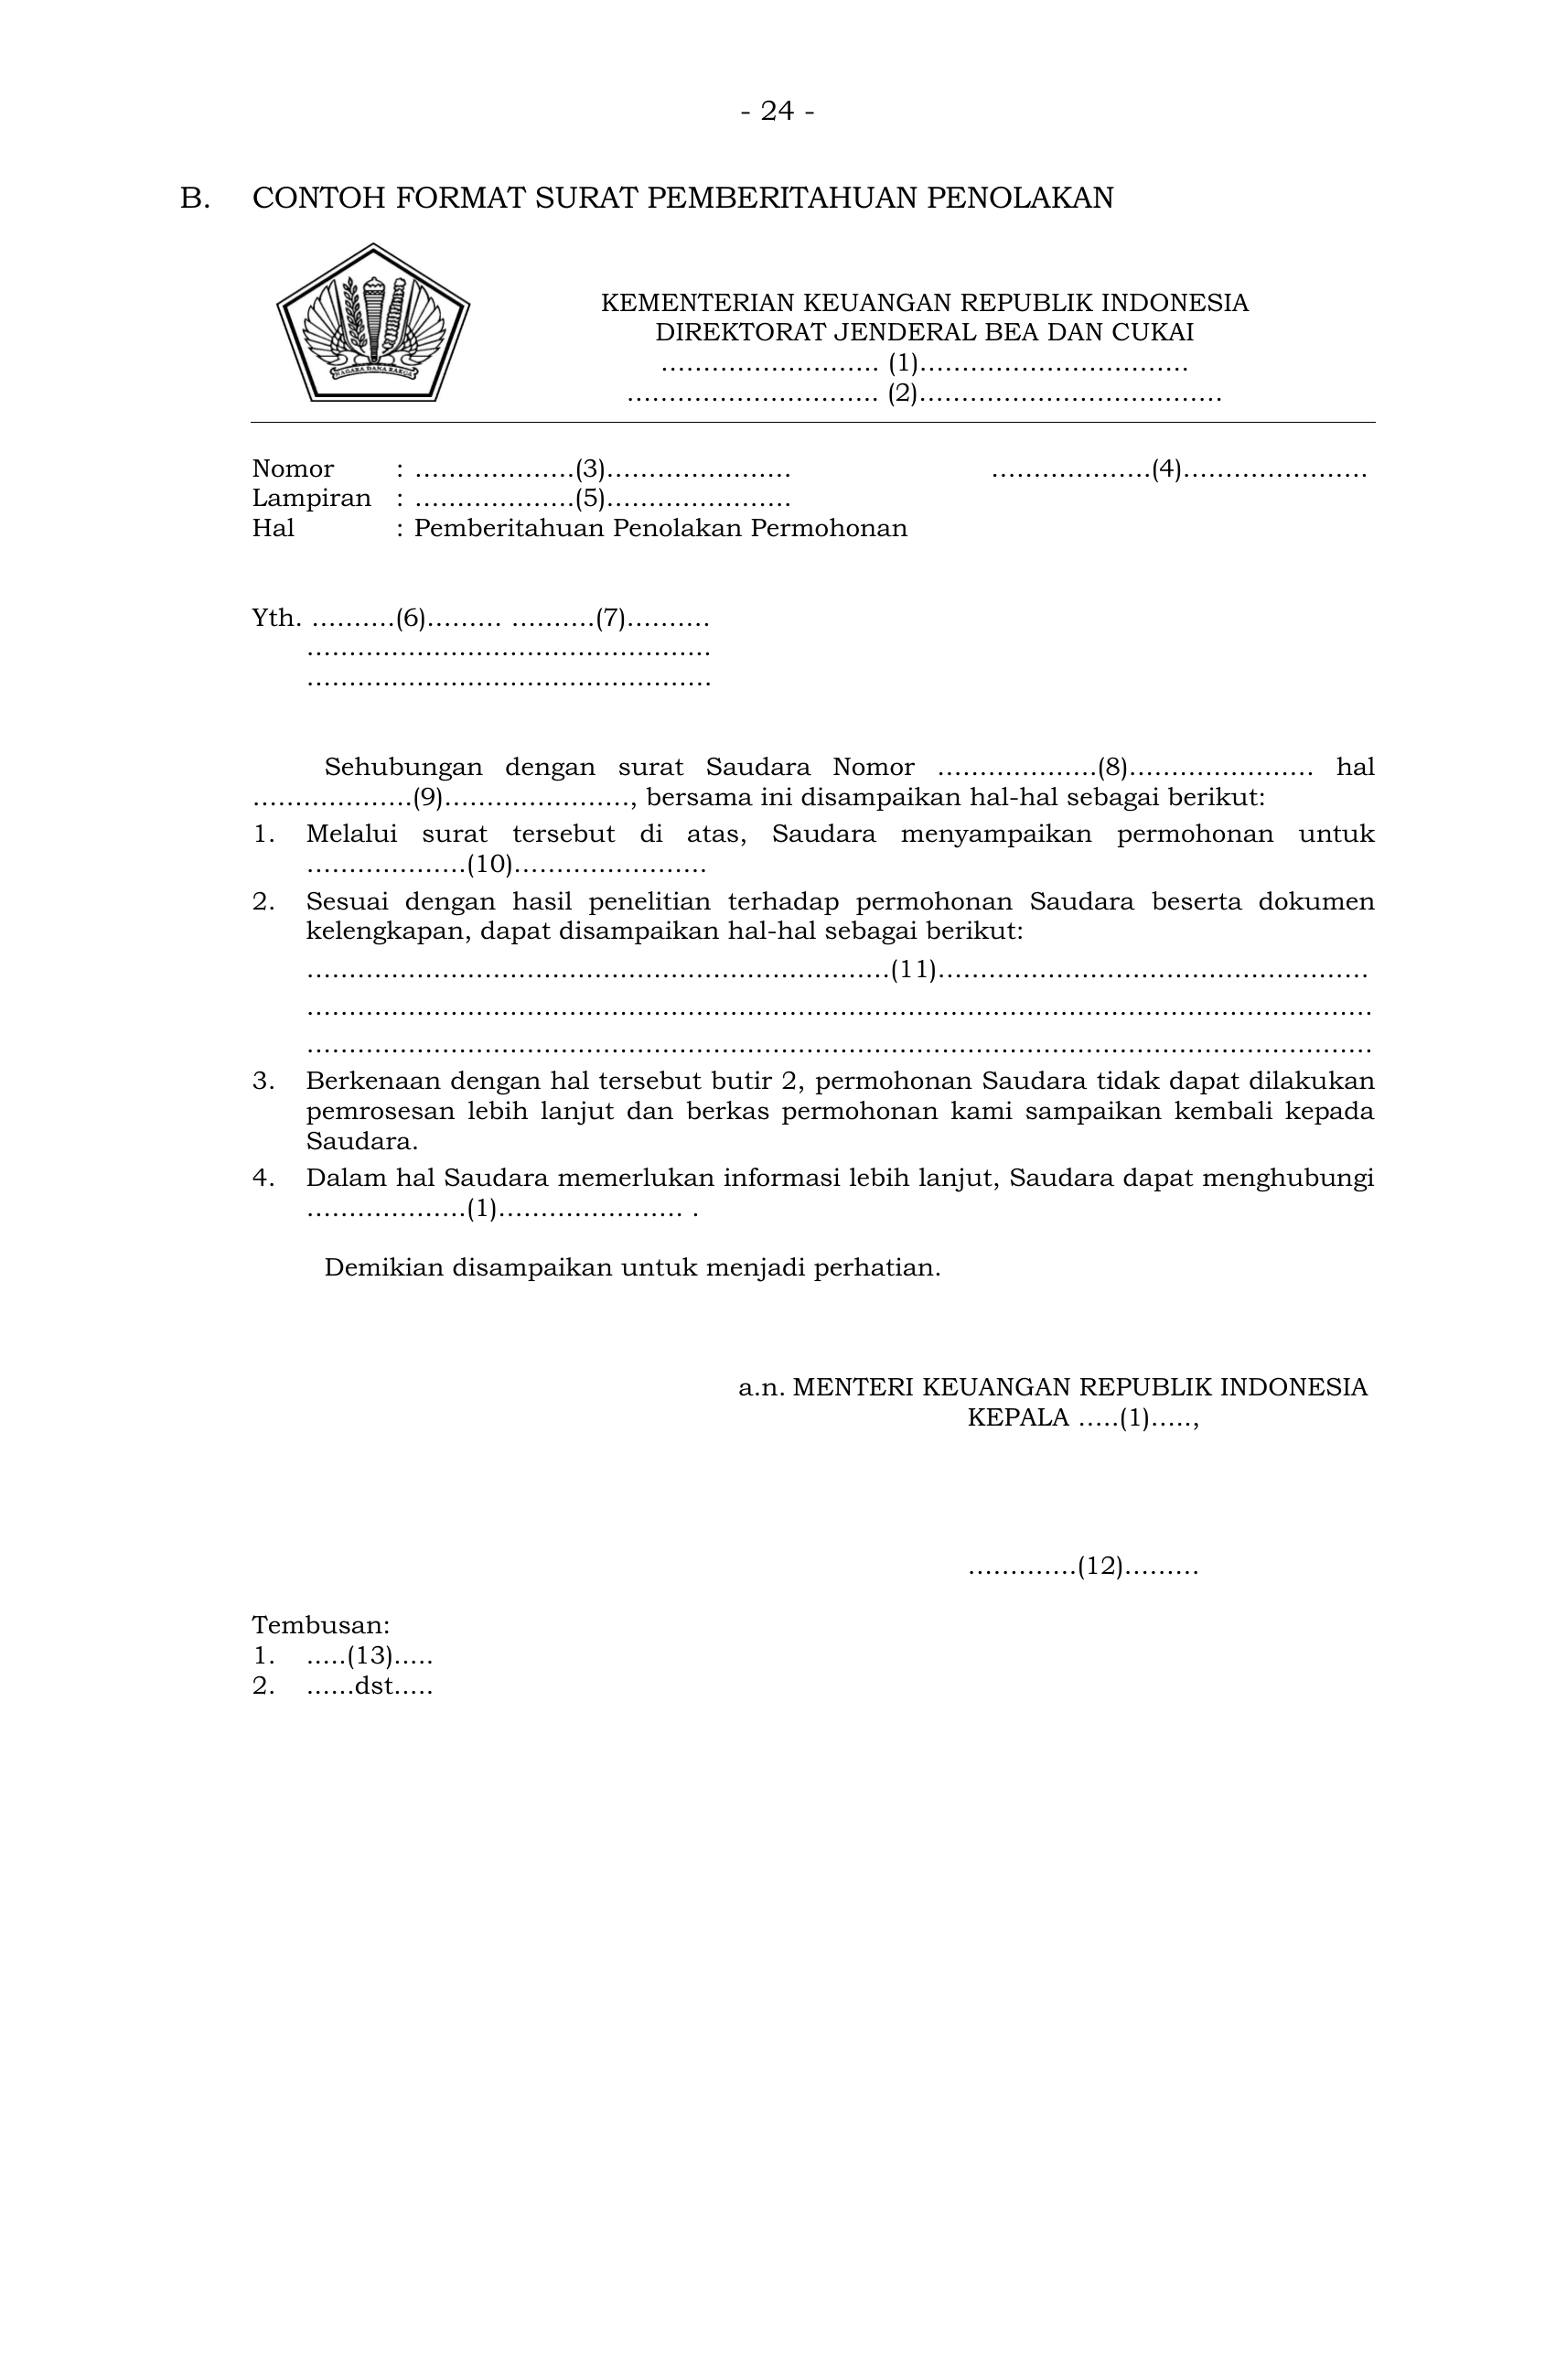 - 24 -
B. CONTOH FORMAT SURAT PEMBERITAHUAN PENOLAKAN
NAGARA DANA RAKCA
KEMENTERIAN KEUANGAN REPUBLIK INDONESIA
DIREKTORAT JENDERAL BEA DAN CUKAI
.......................... (1)................................
.............................. (2)....................................
Nomor : ...................(3)...................... ...................(4)......................
Lampiran : ...................(5)......................
Hal : Pemberitahuan Penolakan Permohonan
Yth. ..........(6)......... ..........(7)..........
................................................
................................................
Sehubungan dengan surat Saudara Nomor ...................(8)...................... hal
...................(9)......................, bersama ini disampaikan hal-hal sebagai berikut:
1. Melalui surat tersebut di atas, Saudara menyampaikan permohonan untuk
...................(10).......................
2. Sesuai dengan hasil penelitian terhadap permohonan Saudara beserta dokumen
kelengkapan, dapat disampaikan hal-hal sebagai berikut:
.....................................................................(11)...................................................
..............................................................................................................................
..............................................................................................................................
3. Berkenaan dengan hal tersebut butir 2, permohonan Saudara tidak dapat dilakukan
pemrosesan lebih lanjut dan berkas permohonan kami sampaikan kembali kepada
Saudara.
4. Dalam hal Saudara memerlukan informasi lebih lanjut, Saudara dapat menghubungi
...................(1)...................... .
Demikian disampaikan untuk menjadi perhatian.
a.n. MENTERI KEUANGAN REPUBLIK INDONESIA
KEPALA .....(1).....,
.............(12).........
Tembusan:
1. .....(13).....
2. ......dst.....